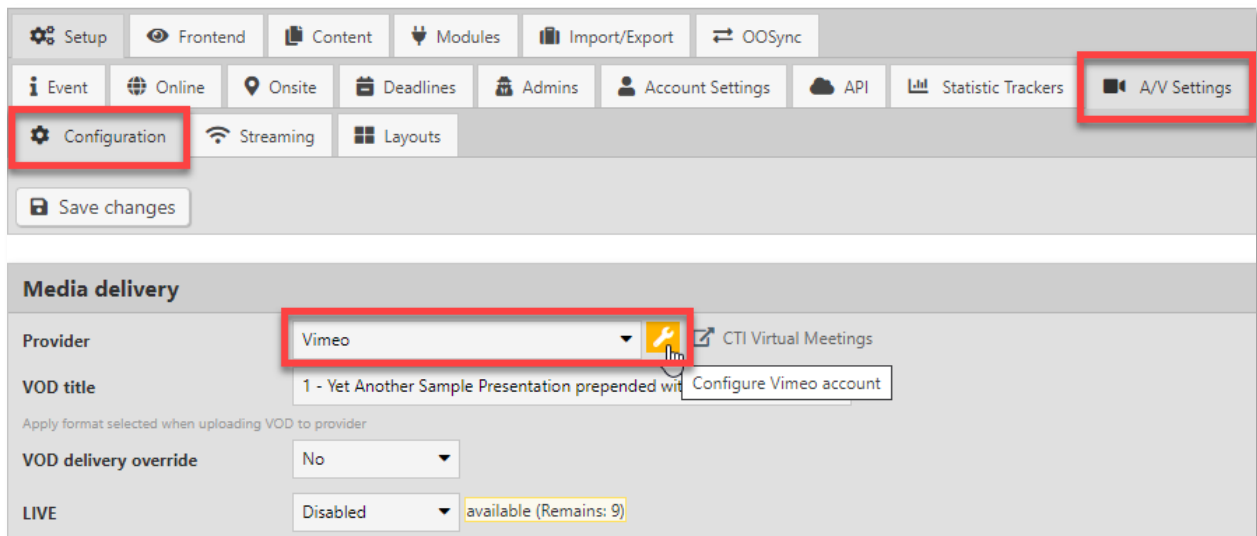 Setup Frontend Content Modules Import/Export OOSync
Event Online Onsite Deadlines Admins Account Settings API Statistic Trackers A/V Settings
Configuration Streaming Layouts
Save changes
Media delivery
Provider Vimeo CTI Virtual Meetings
VOD title 1 - Yet Another Sample Presentation prepended wit Configure Vimeo account
Apply format selected when uploading VOD to provider
VOD delivery override No
LIVE Disabled available (Remains: 9)